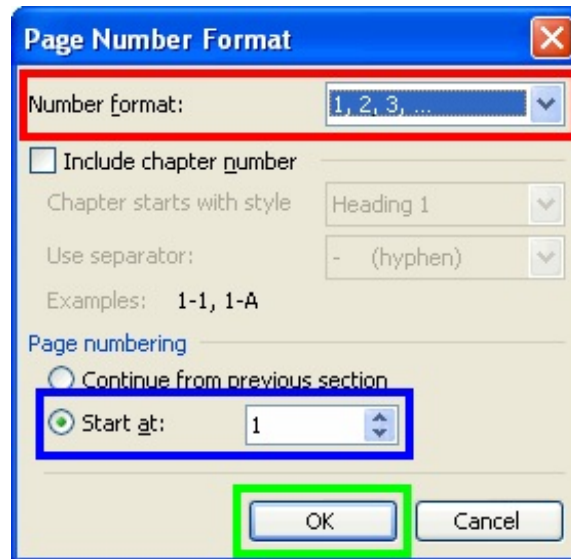 Page Number Format
Number format: 1, 2, 3, ...
Include chapter number
Chapter starts with style Heading 1
Use separator: - (hyphen)
Examples: 1-1, 1-A
Page numbering
Continue from previous section
Start at: 1
OK Cancel